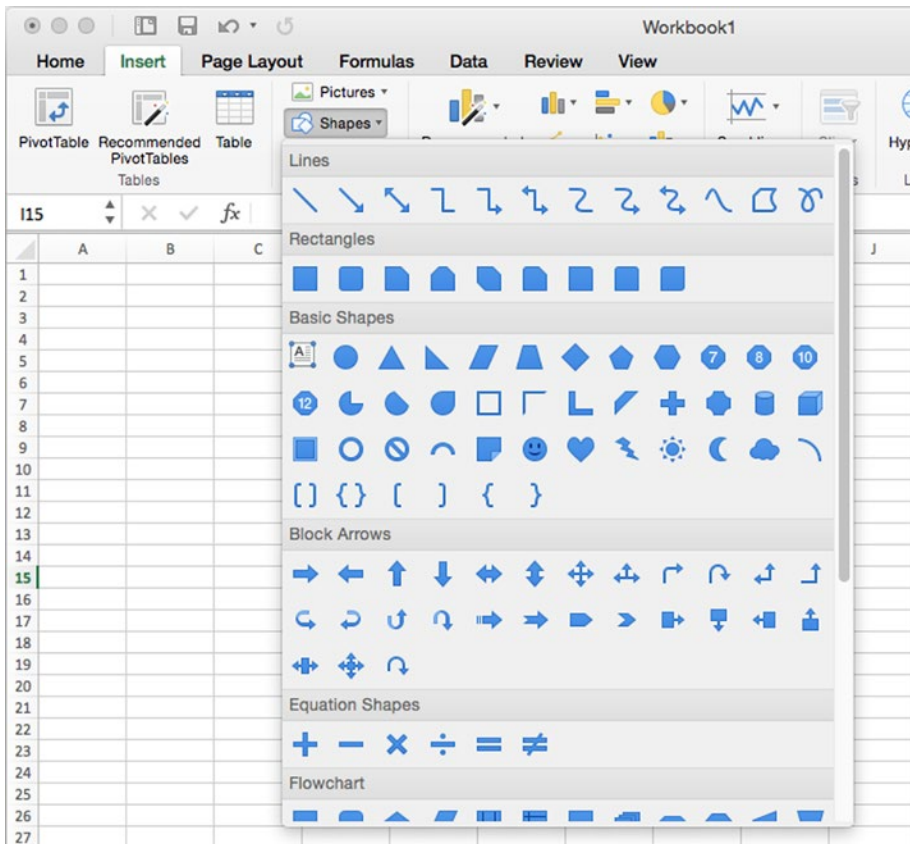 Workbook1
Home Insert Page Layout Formulas Data Review View
Pictures
Shapes
PivotTable Recommended PivotTables Table
Tables
I15 fx
A B C J
Lines
Rectangles
Basic Shapes
A
7 8 10
12
Block Arrows
Equation Shapes
Flowchart
1
2
3
4
5
6
7
8
9
10
11
12
13
14
15
16
17
18
19
20
21
22
23
24
25
26
27